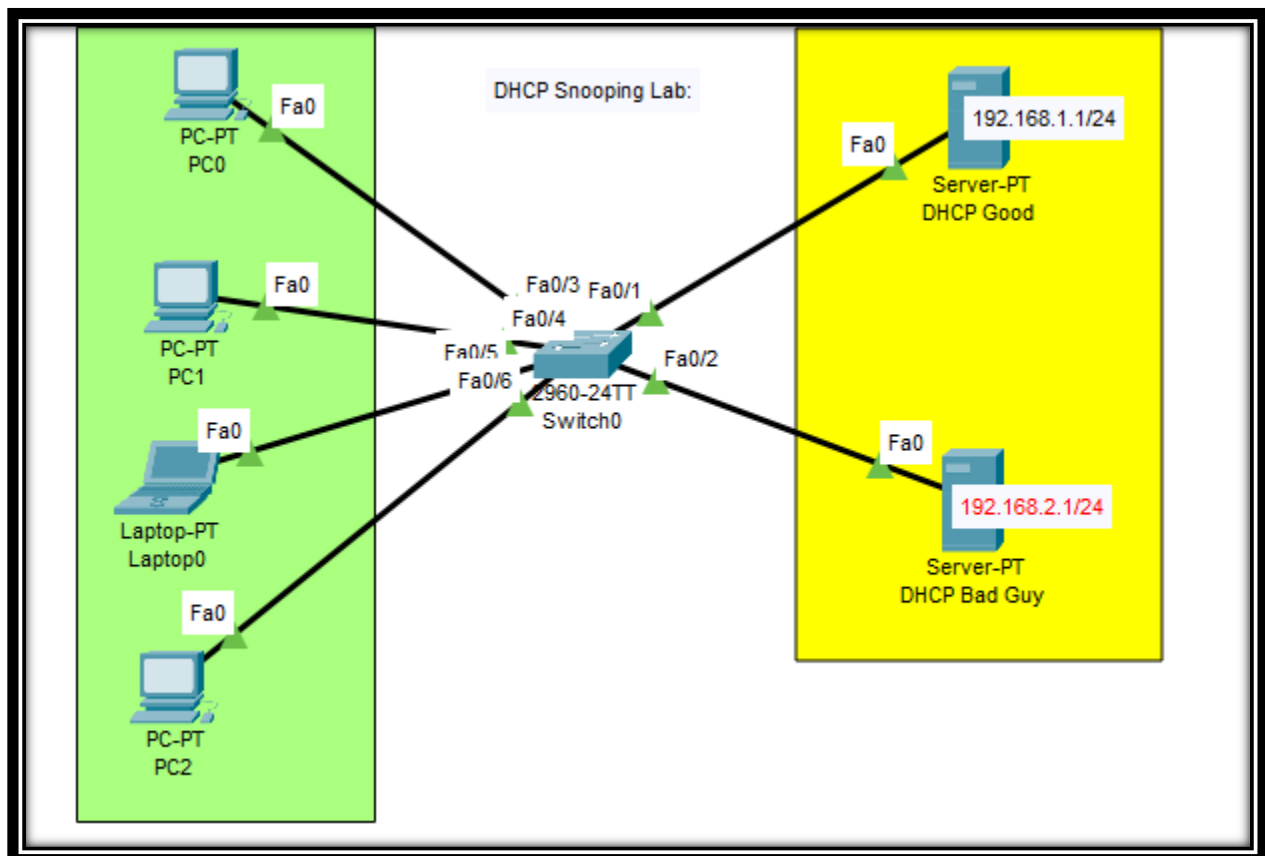 DHCP Snooping Lab:
Fa0
PC-PT
PC0
Fa0
PC-PT
PC1
Fa0
Laptop-PT
Laptop0
Fa0
PC-PT
PC2
Fa0/3
Fa0/1
Fa0/4
Fa0/5
Fa0/6
Fa0/2
2960-24TT
Switch0
192.168.1.1/24
Fa0
Server-PT
DHCP Good
Fa0
192.168.2.1/24
Server-PT
DHCP Bad Guy